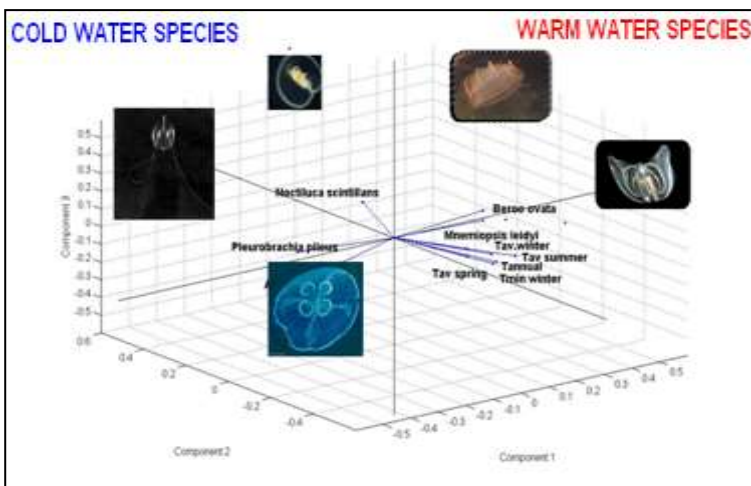 COLD WATER SPECIES
WARM WATER SPECIES
0.5
0.4
0.3
0.2
0.1
0
-0.1
-0.2
-0.3
-0.4
-0.5
Component 3
Noctiluca scintillans
Pleurobrachia pileus
Beroe ovata
Mnemiopsis leidyi
Tav.winter
Tav summer
Tav spring
Tannual
Tmin winter
0.6
0.4
0.2
0
-0.2
-0.4
Component 2
-0.5
-0.4
-0.3
-0.2
-0.1
0
0.1
0.2
0.3
0.4
0.5
Component 1